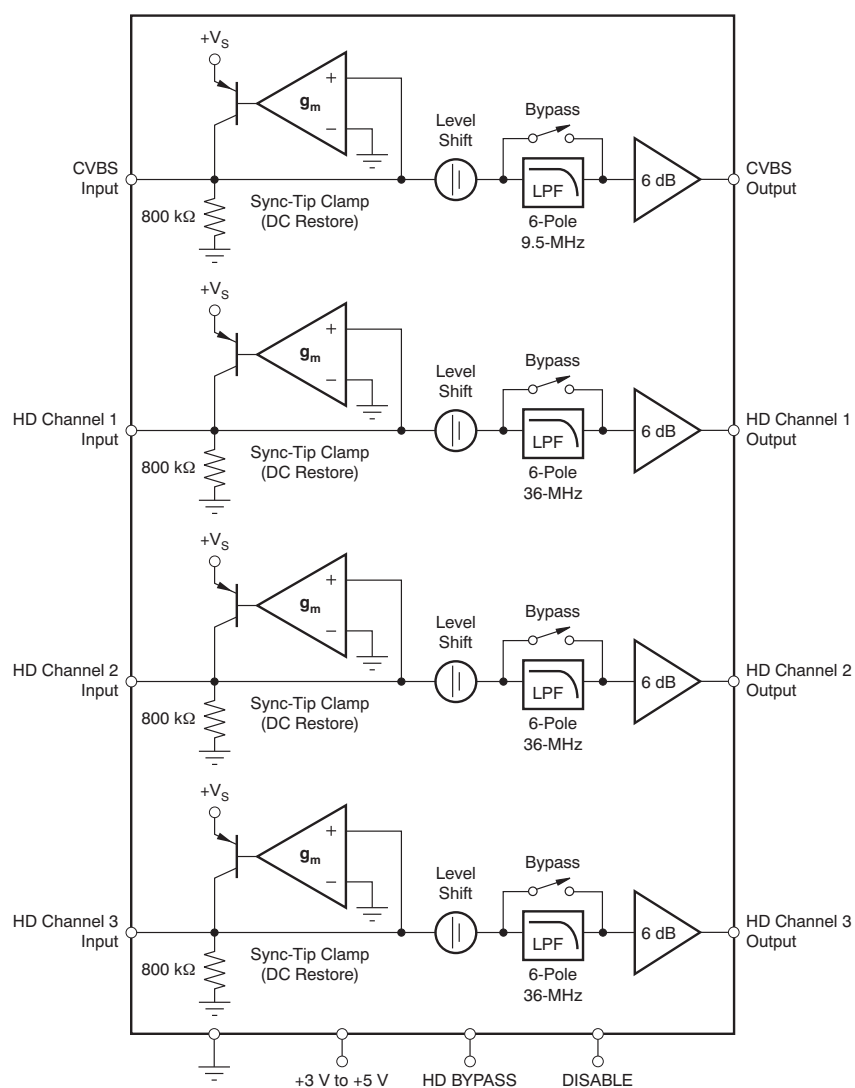 +VS
gm
+
−
CVBS
Input
800 kΩ
Sync-Tip Clamp
(DC Restore)
Level
Shift
Bypass
LPF
6-Pole
9.5-MHz
6 dB
CVBS
Output
+VS
gm
+
−
HD Channel 1
Input
800 kΩ
Sync-Tip Clamp
(DC Restore)
Level
Shift
Bypass
LPF
6-Pole
36-MHz
6 dB
HD Channel 1
Output
+VS
gm
+
−
HD Channel 2
Input
800 kΩ
Sync-Tip Clamp
(DC Restore)
Level
Shift
Bypass
LPF
6-Pole
36-MHz
6 dB
HD Channel 2
Output
+VS
gm
+
−
HD Channel 3
Input
800 kΩ
Sync-Tip Clamp
(DC Restore)
Level
Shift
Bypass
LPF
6-Pole
36-MHz
6 dB
HD Channel 3
Output
+3 V to +5 V
HD BYPASS
DISABLE